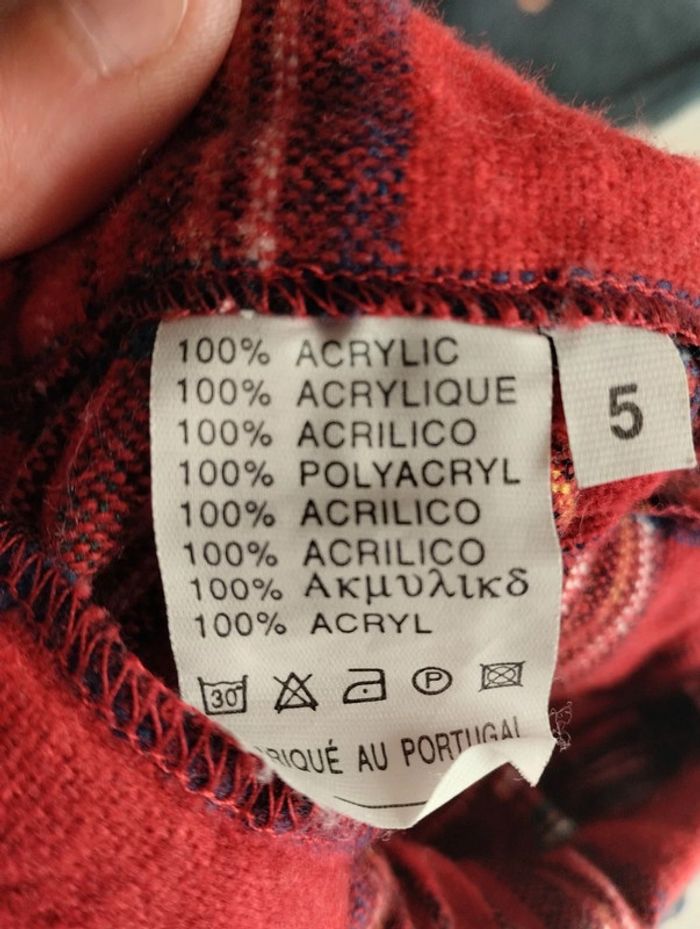 100% ACRYLIC
100% ACRYLIQUE
100% ACRILICO
100% POLYACRYL
100% ACRILICO
100% ACRILICO
100% Ακμυλικδ
100% ACRYL
30°
P
AU PORTUGAL
5